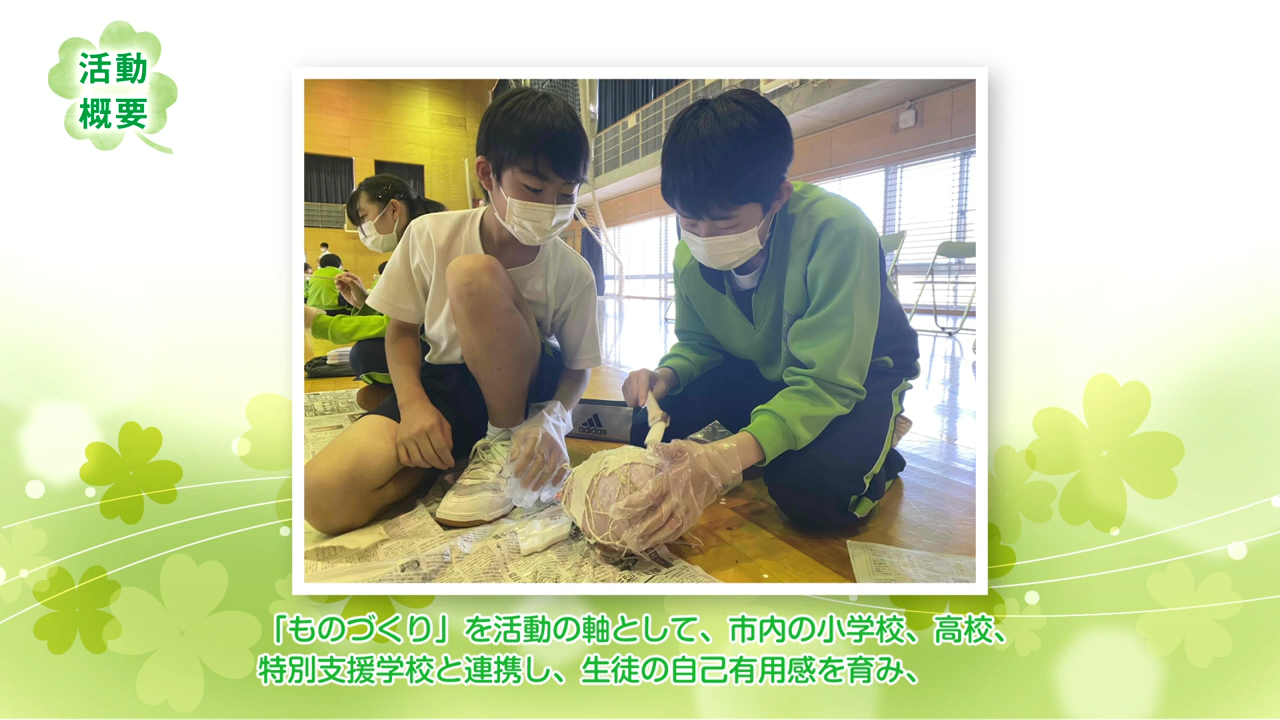 活動
概要
adidas
「ものづくり」を活動の軸として、市内の小学校、高校、
特別支援学校と連携し、生徒の自己有用感を育み、